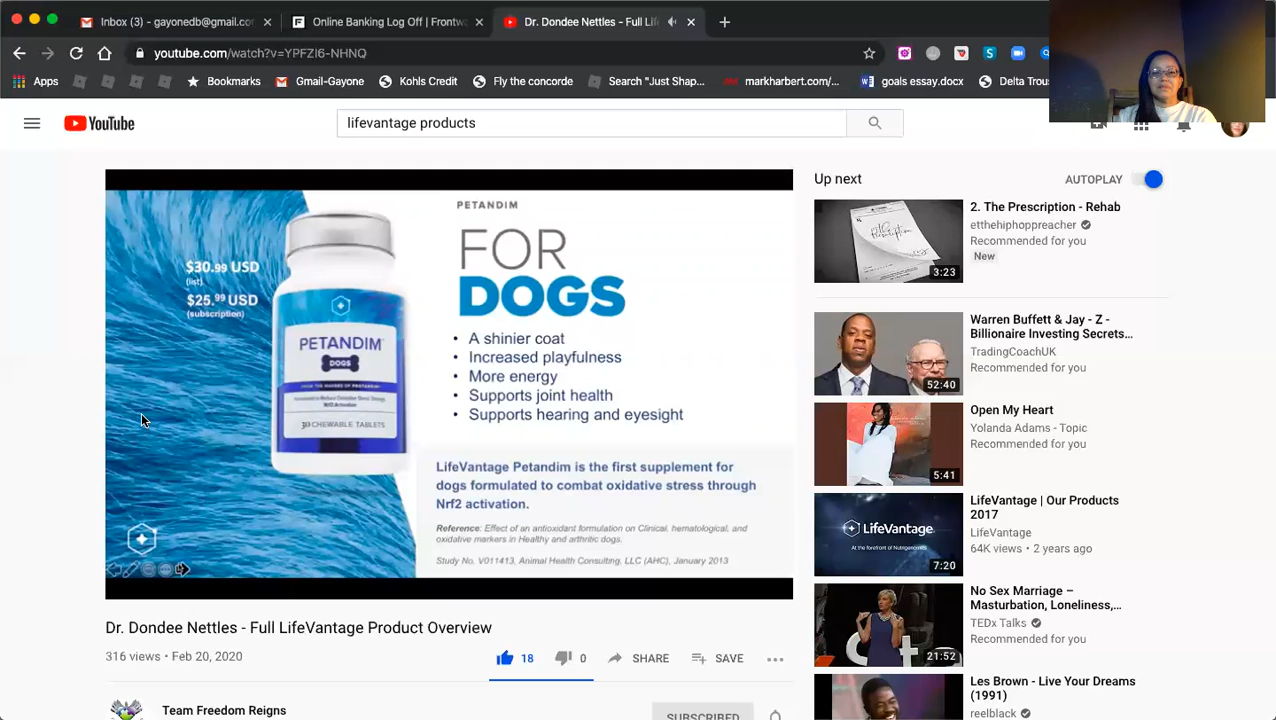 Inbox (3) - gayonedb@gmail.co
Online Banking Log Off | Frontw
Dr. Dondee Nettles - Full Lif
youtube.com/watch?v=YPFZI6-NHNQ
Apps
Bookmarks
Gmail-Gayone
Kohls Credit
Fly the concorde
Search "Just Shap...
markharbert.com/...
goals essay.docx
Delta Trous
YouTube
lifevantage products
PETANDIM
FOR
DOGS
$30.99 USD
(list)
$25.99 USD
(subscription)
• A shinier coat
• Increased playfulness
• More energy
• Supports joint health
• Supports hearing and eyesight
PETANDIM
DOGS
30 CHEWABLE TABLETS
LifeVantage Petandim is the first supplement for
dogs formulated to combat oxidative stress through
Nrf2 activation.
Reference: Effect of an antioxidant formulation on Clinical, hematological, and
oxidative markers in Healthy and arthritic dogs.
Study No. V011413, Animal Health Consulting, LLC (AHC), January 2013
Dr. Dondee Nettles - Full LifeVantage Product Overview
316 views • Feb 20, 2020
18
0
SHARE
SAVE
Team Freedom Reigns
SUBSCRIBED
Up next
AUTOPLAY
2. The Prescription - Rehab
etthehiphoppreacher
Recommended for you
New
3:23
Warren Buffett & Jay - Z -
Billionaire Investing Secrets...
TradingCoachUK
Recommended for you
52:40
Open My Heart
Yolanda Adams - Topic
Recommended for you
5:41
LifeVantage | Our Products
2017
LifeVantage
64K views • 2 years ago
LifeVantage
At the forefront of Nutrigenomics
7:20
No Sex Marriage –
Masturbation, Loneliness,...
TEDx Talks
Recommended for you
21:52
Les Brown - Live Your Dreams
(1991)
reelblack